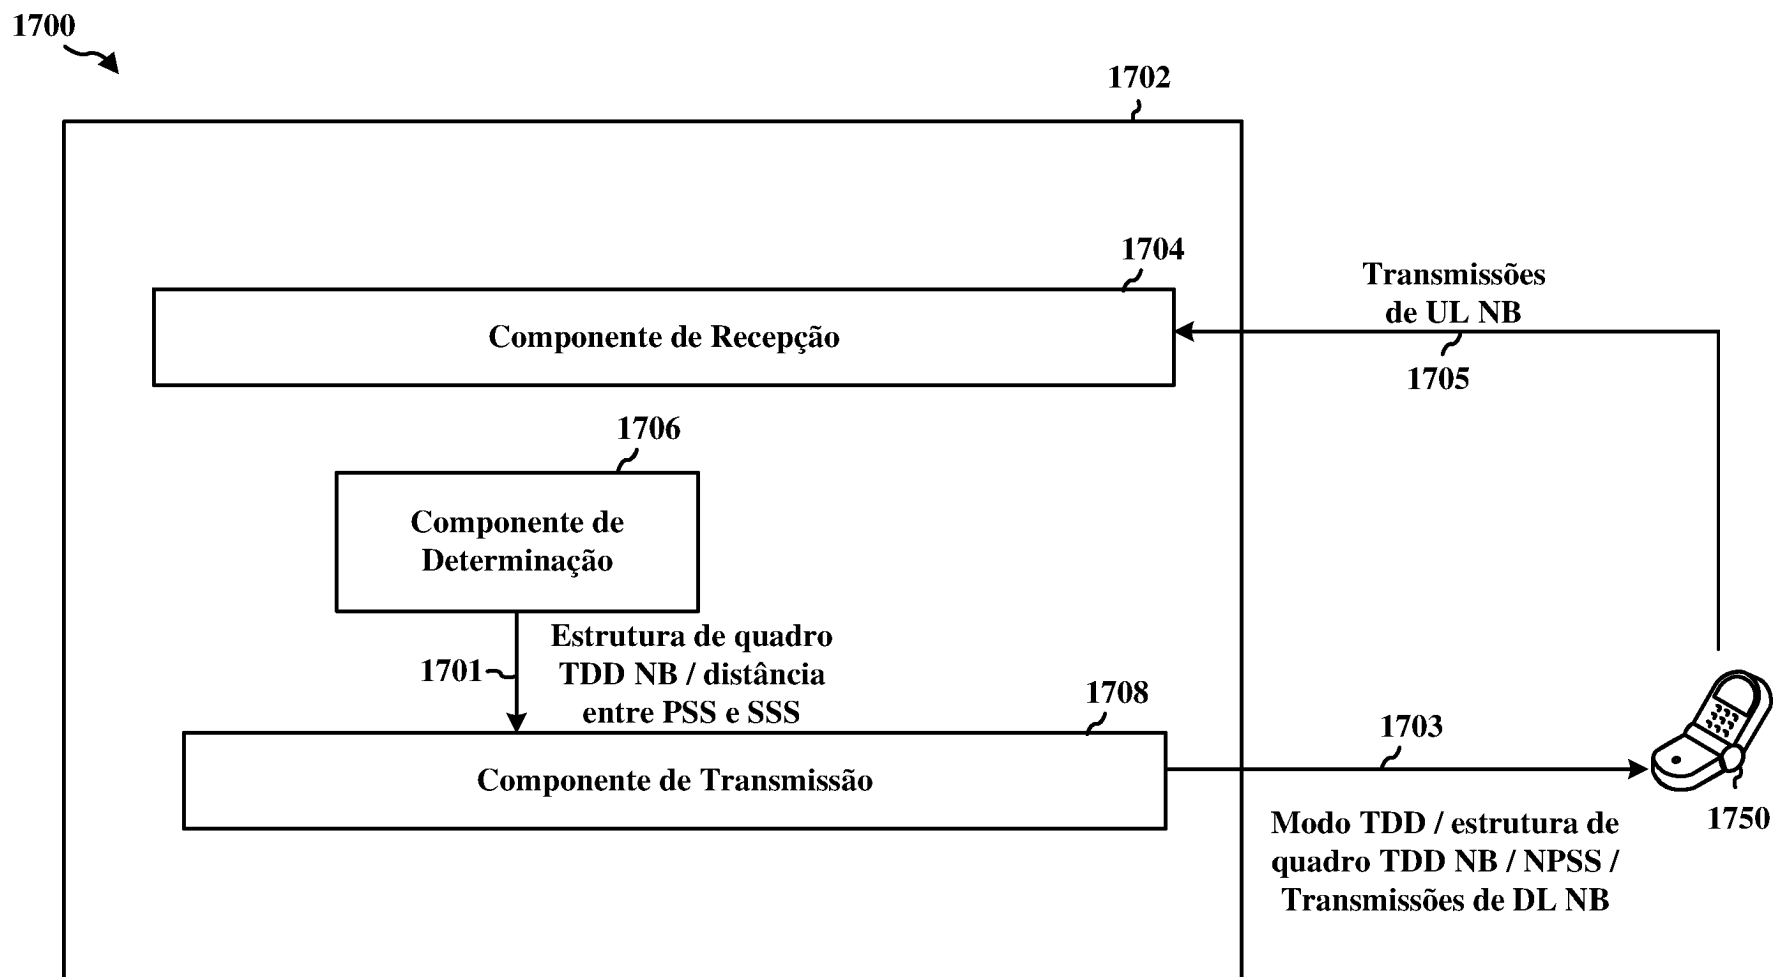 1700
1702
1704
Componente de Recepção
Transmissões
de UL NB
1705
1706
Componente de
Determinação
1701
Estrutura de quadro
TDD NB / distância
entre PSS e SSS
1708
Componente de Transmissão
1703
1750
Modo TDD / estrutura de
quadro TDD NB / NPSS /
Transmissões de DL NB